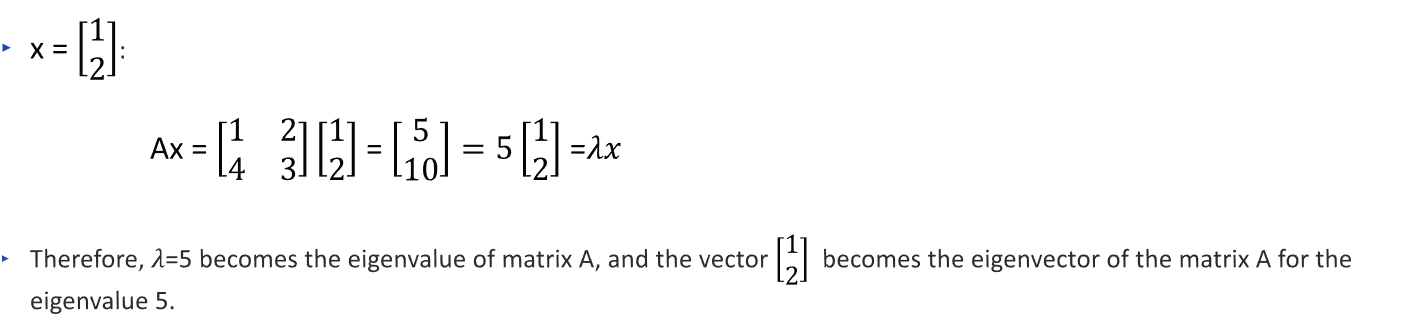 ▸ x = [1 2]:
Ax = [1 2 4 3] [1 2] = [5 10] = 5 [1 2] =λx
▸ Therefore, λ=5 becomes the eigenvalue of matrix A, and the vector [1 2] becomes the eigenvector of the matrix A for the
eigenvalue 5.